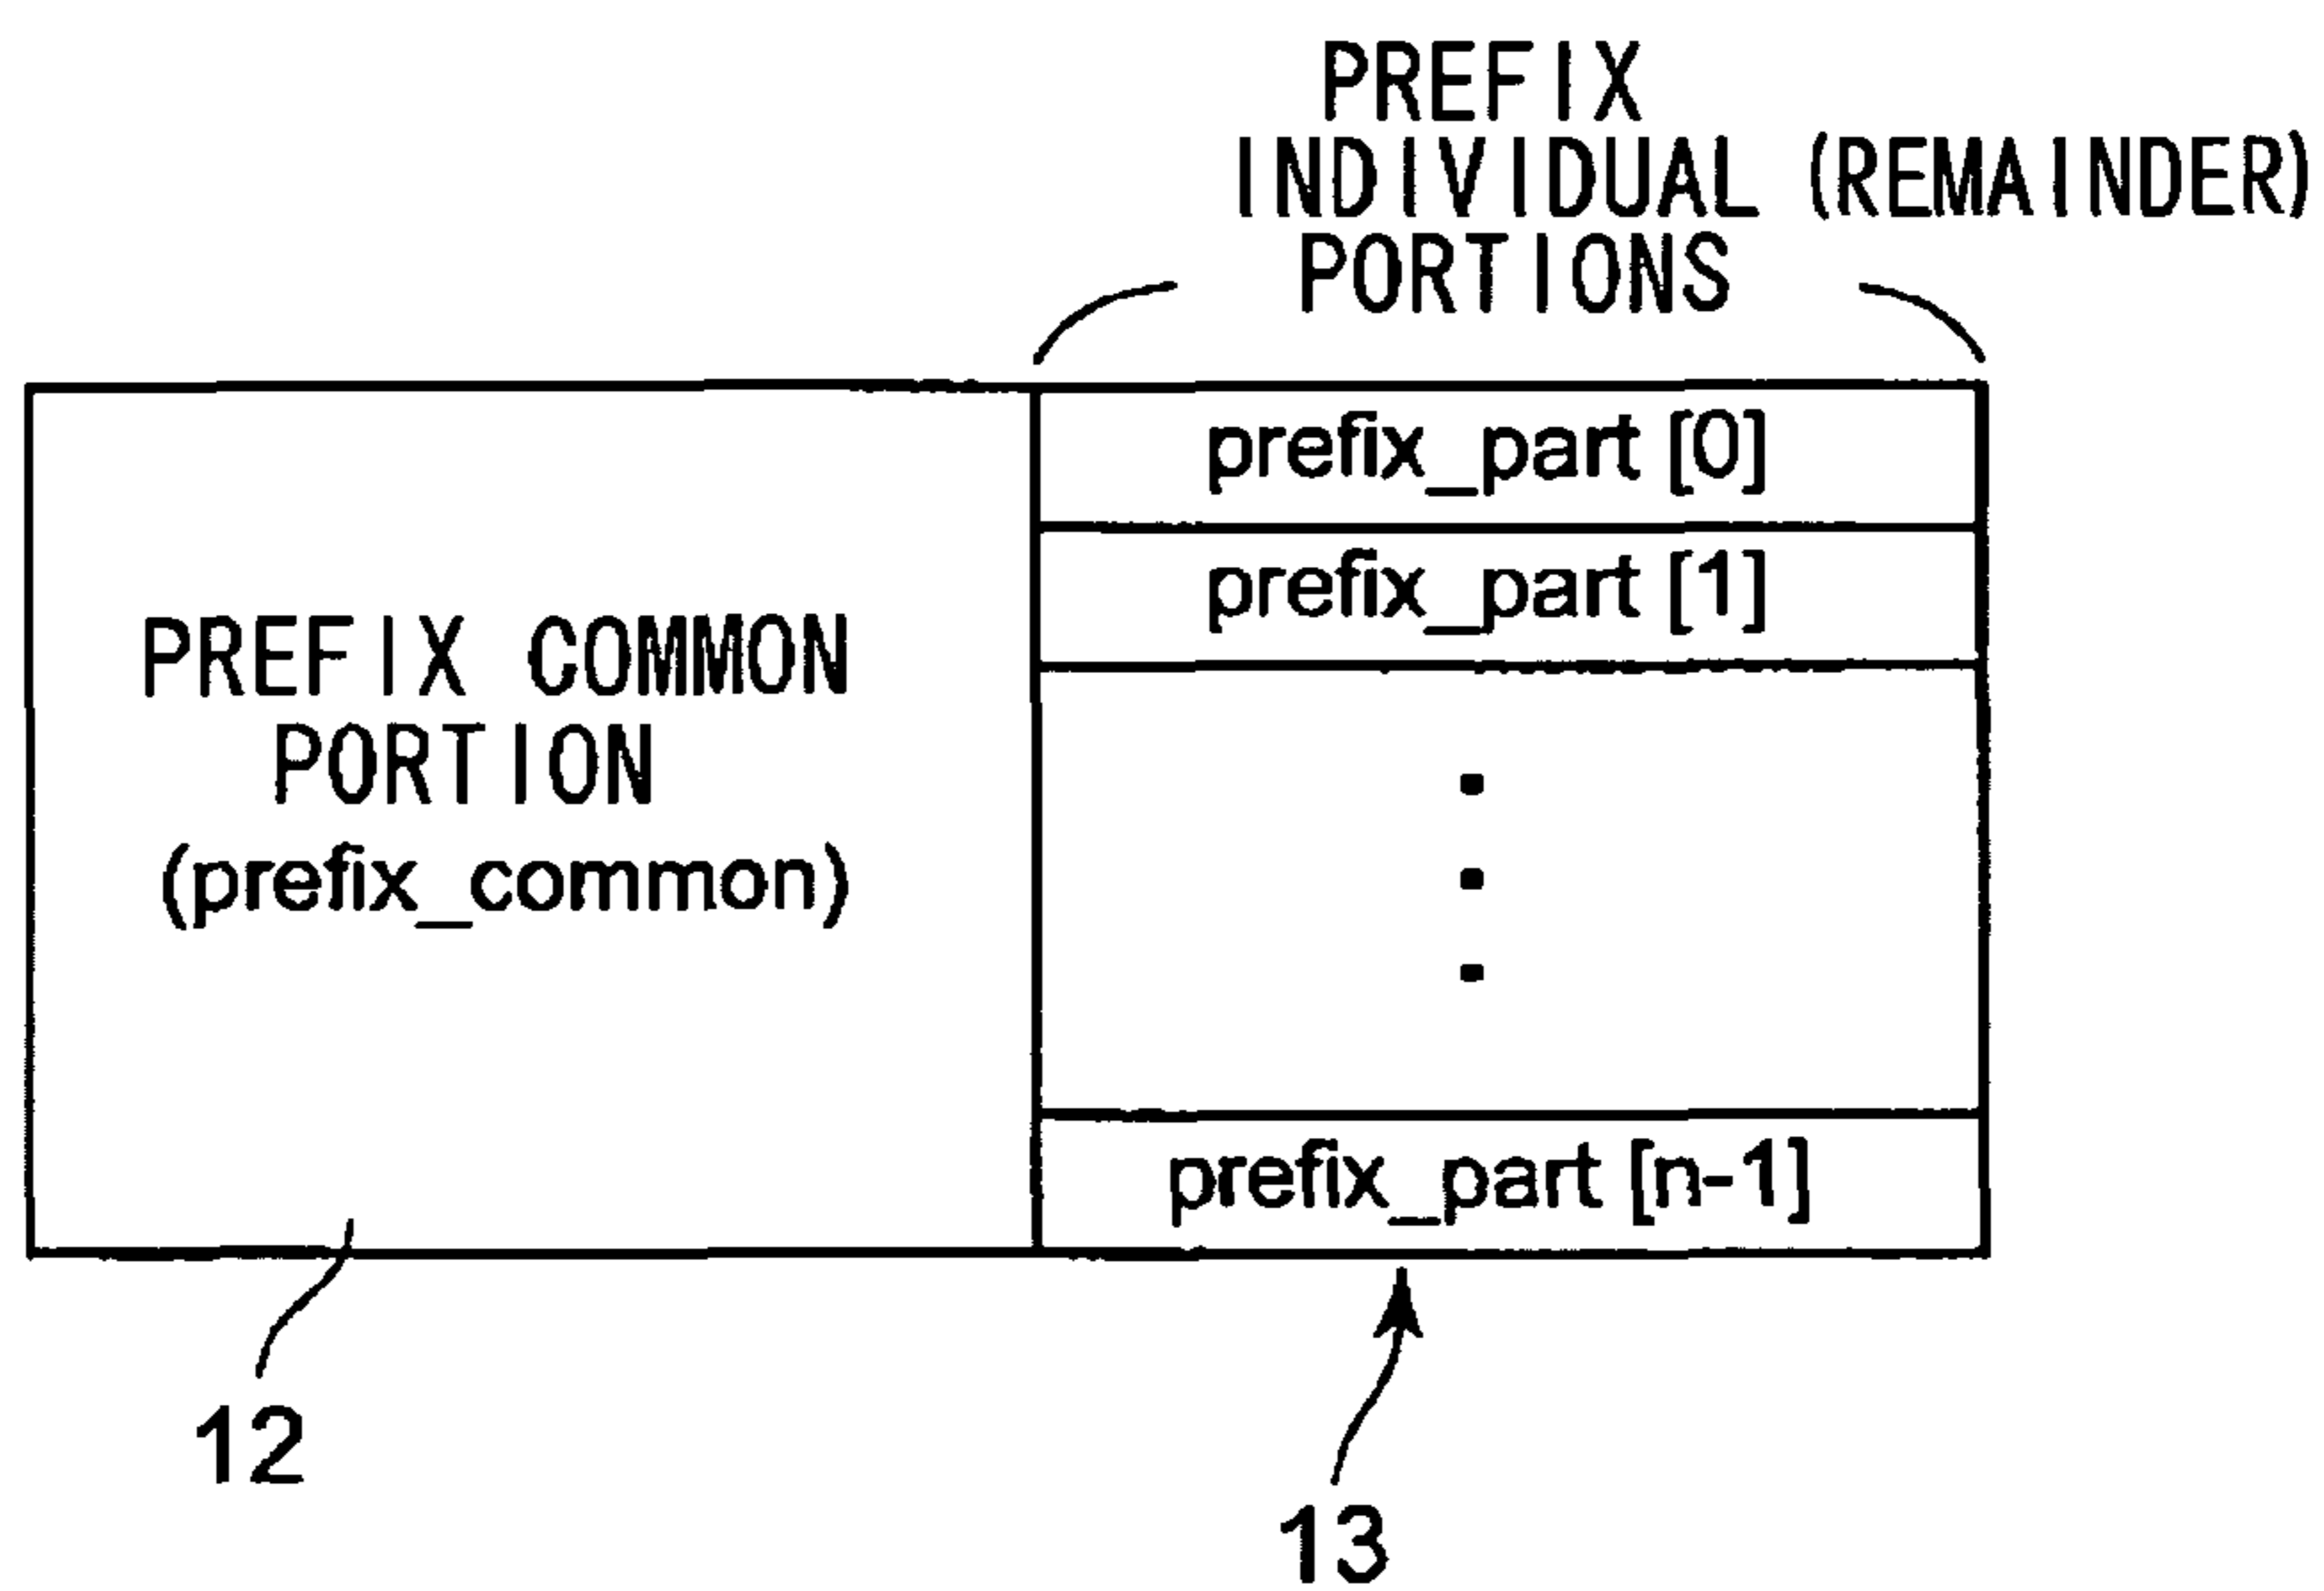 PREFIX
INDIVIDUAL (REMAINDER)
PORTIONS
prefix_part [0]
prefix_part [1]
PREFIX COMMON
PORTION
(prefix_common)
prefix_part [n-1]
12
13